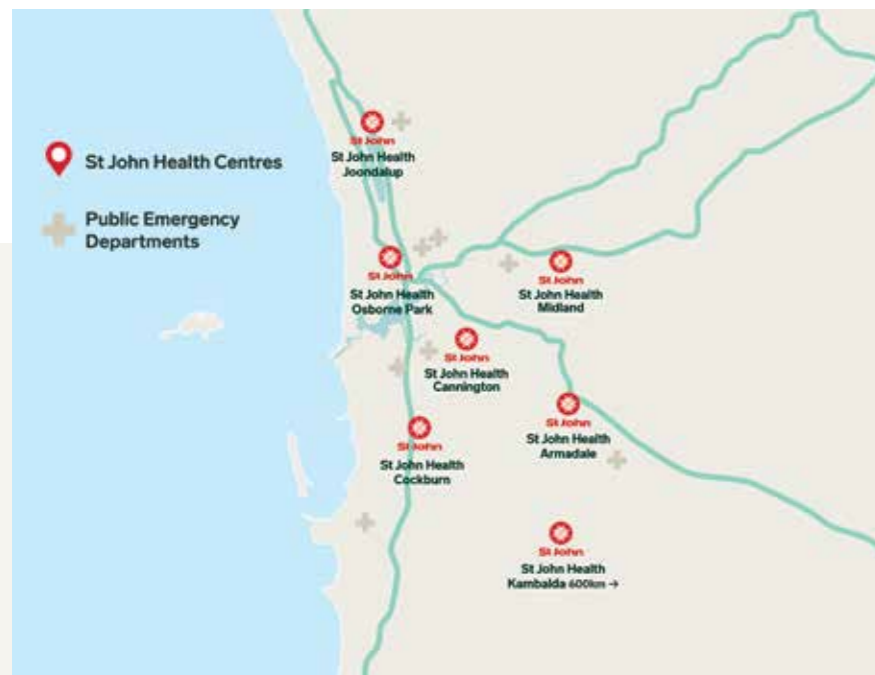 St John
St John Health
Joondalup
St John Health Centres
Public Emergency
Departments
St John
St John Health
Osborne Park
St John
St John Health
Midland
St John
St John Health
Cannington
St John
St John Health
Armadale
St John
St John Health
Cockburn
St John
St John Health
Kambalda 600km →